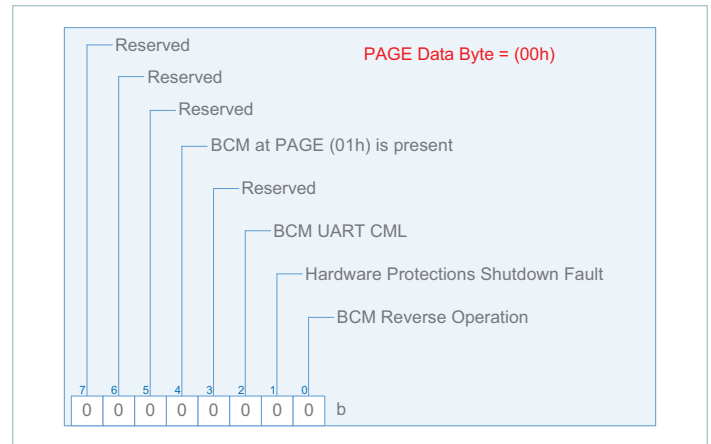 Reserved
PAGE Data Byte = (00h)
Reserved
Reserved
BCM at PAGE (01h) is present
Reserved
BCM UART CML
Hardware Protections Shutdown Fault
BCM Reverse Operation
7 6 5 4 3 2 1 0
0 0 0 0 0 0 0 0 b